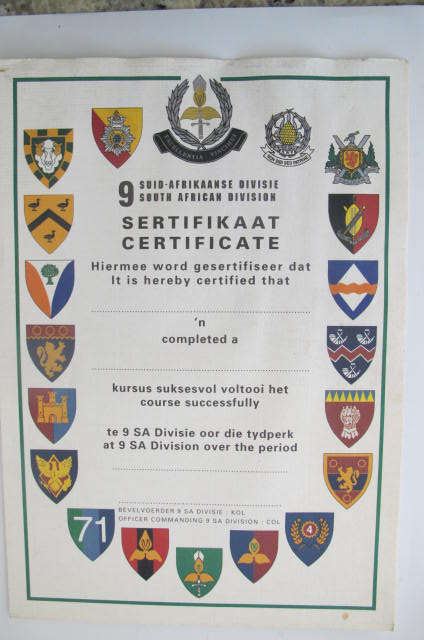 9 SUID-AFRIKAANSE DIVISIE
SOUTH AFRICAN DIVISION
SERTIFIKAAT
CERTIFICATE
Hiermee word gesertifiseer dat
It is hereby certified that
'n
completed a
kursus suksesvol voltooi het
course successfully
te 9 SA Divisie oor die tydperk
at 9 SA Division over the period
BEVELVOERDER 9 SA DIVISIE : KOL
OFFICER COMMANDING 9 SA DIVISION : COL
71
4